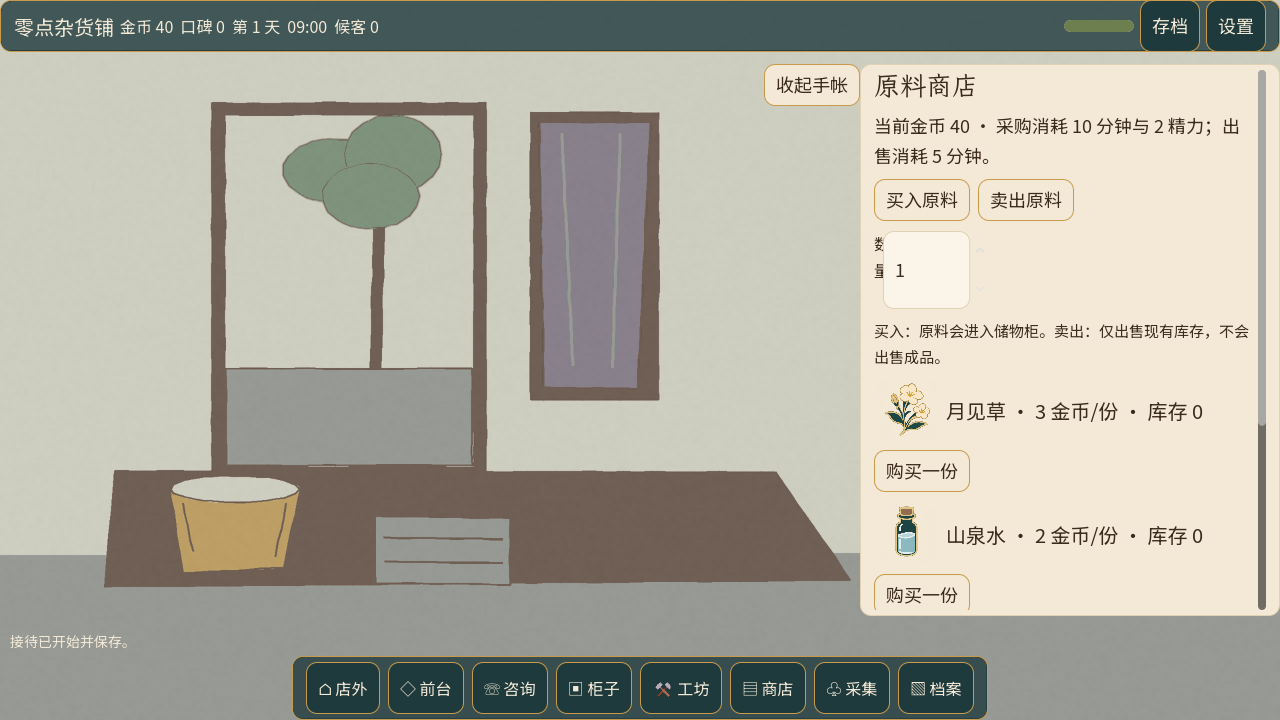 零点杂货铺 金币 40 口碑 0 第 1 天 09:00 候客 0
存档
设置
收起手帐
原料商店
当前金币 40 · 采购消耗 10 分钟与 2 精力；出
售消耗 5 分钟。
买入原料
卖出原料
数
量
1
买入：原料会进入储物柜。卖出：仅出售现有库存，不会
出售成品。
月见草 · 3 金币/份 · 库存 0
购买一份
山泉水 · 2 金币/份 · 库存 0
购买一份
接待已开始并保存。
店外
前台
咨询
柜子
工坊
商店
采集
档案